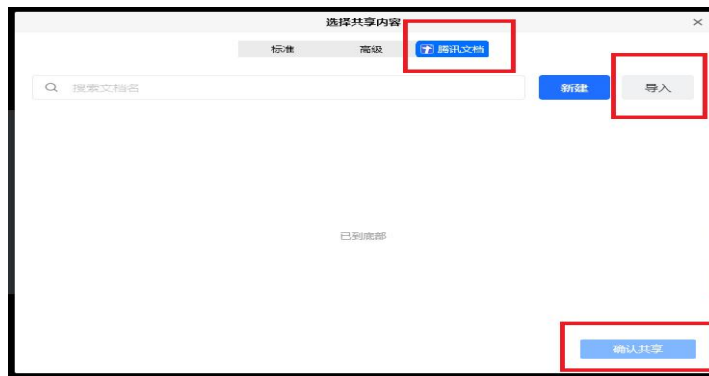 选择共享内容
标准 高级 腾讯文档
搜索文档名 新建 导入
已到底部
确认共享